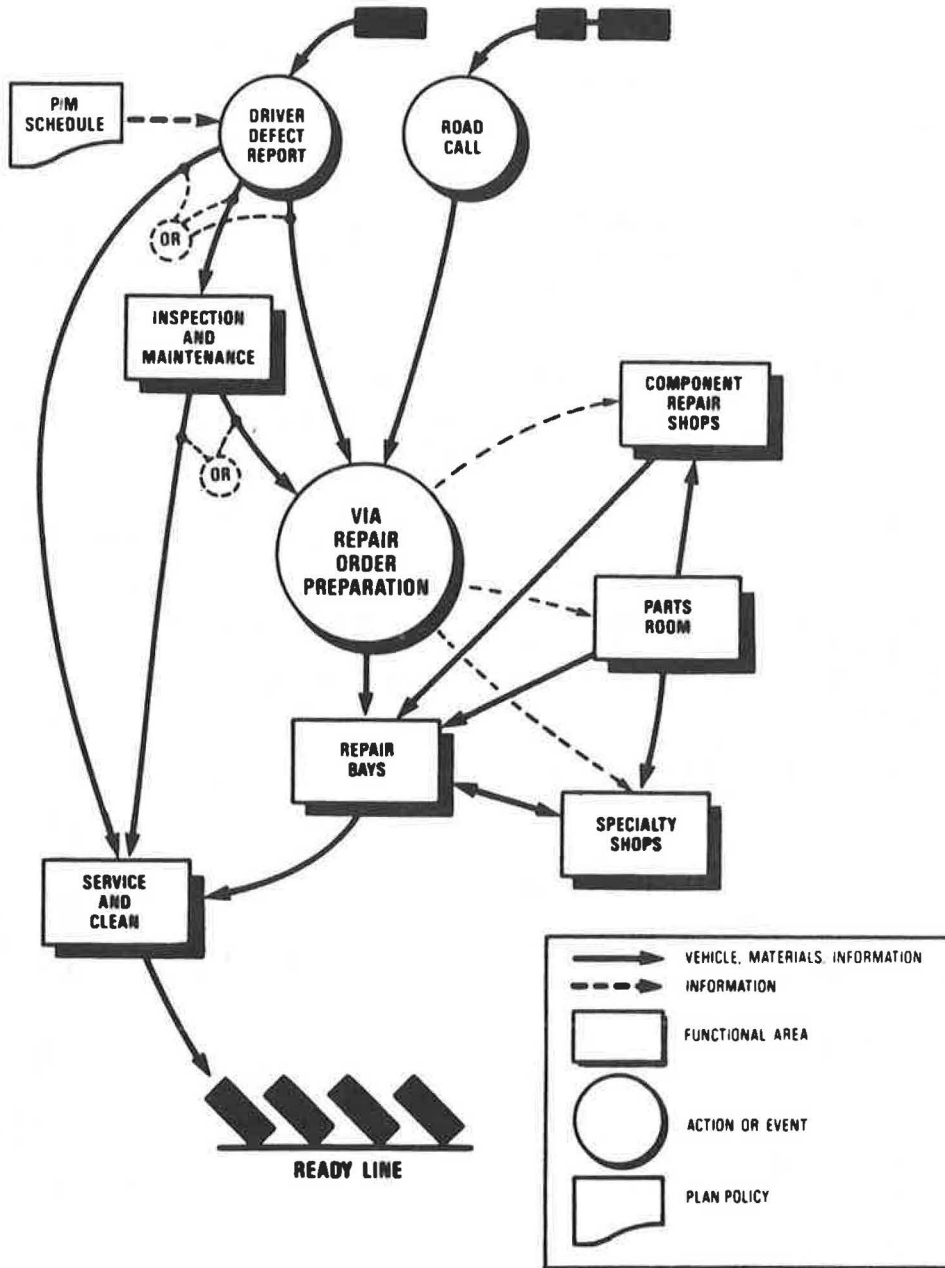 P/M
SCHEDULE
DRIVER
DEFECT
REPORT
ROAD
CALL
OR
INSPECTION
AND
MAINTENANCE
OR
COMPONENT
REPAIR
SHOPS
VIA
REPAIR
ORDER
PREPARATION
PARTS
ROOM
REPAIR
BAYS
SPECIALTY
SHOPS
SERVICE
AND
CLEAN
READY LINE
VEHICLE, MATERIALS, INFORMATION
INFORMATION
FUNCTIONAL AREA
ACTION OR EVENT
PLAN POLICY